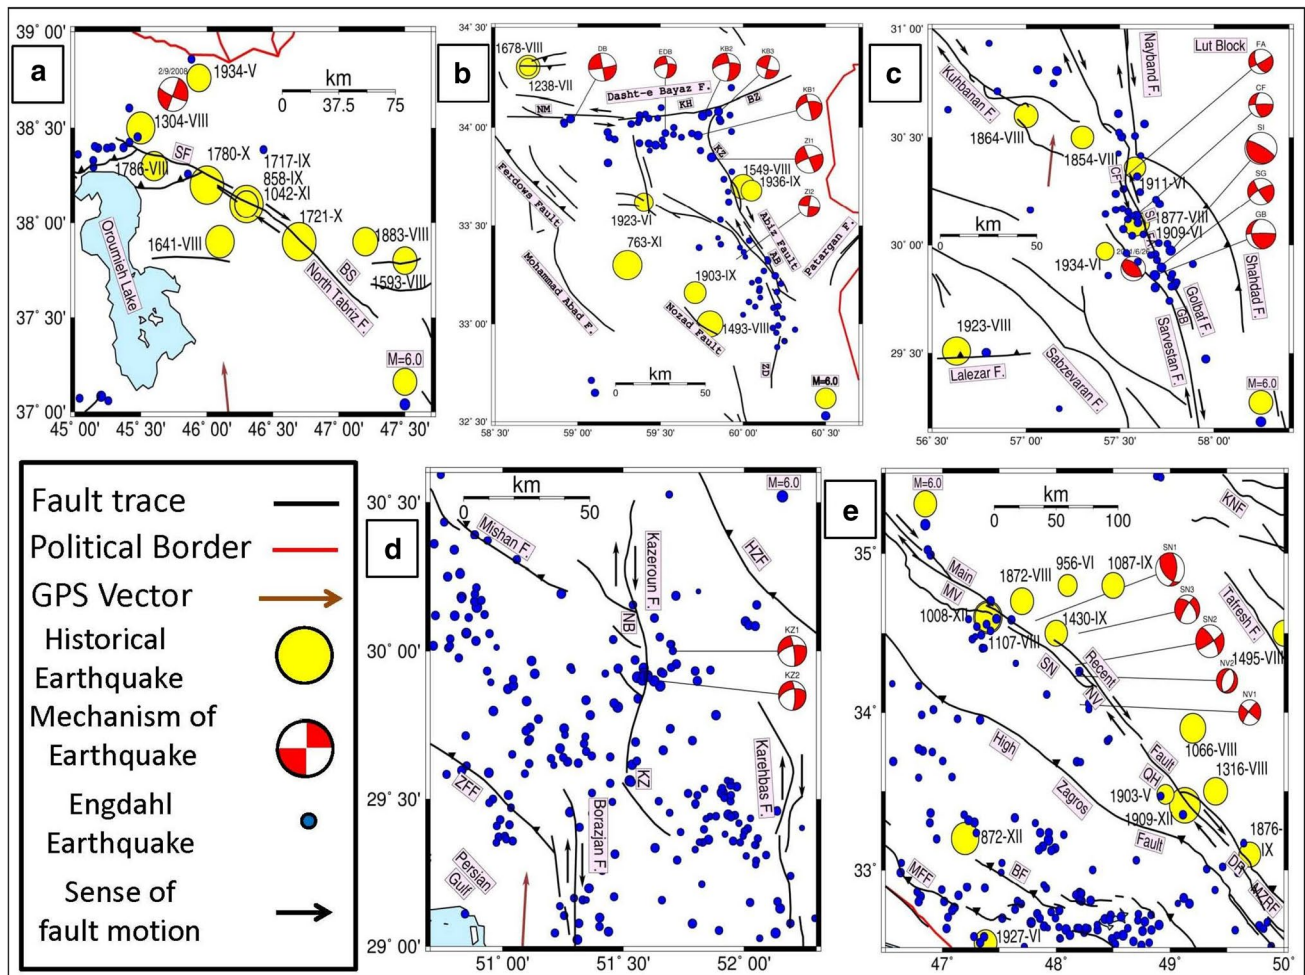 a
39° 00'
38° 30'
38° 00'
37° 30'
37° 00'
45° 00'
45° 30'
46° 00'
46° 30'
47° 00'
47° 30'
1934-V
2/9/2008
1304-VIII
km
0 37.5 75
SF
1780-X
1717-IX
858-IX
1042-XI
1786-VIII
1721-X
1641-VIII
1883-VIII
1593-VIII
BS
North Tabriz F.
Oroumieh Lake
M=6.0
b
34° 30'
34° 00'
33° 30'
33° 00'
32° 30'
58° 30'
59° 00'
59° 30'
60° 00'
60° 30'
1678-VIII
1238-VII
DB
EDB
KB2
KB3
Dasht-e Bayaz F.
NM
KH
BZ
KB1
KZ
ZI1
1549-VIII
1936-IX
ZI2
Ferdows Fault
1923-VI
763-XI
Abiz Fault
AB
Patargan F.
Mohammad Abad F.
1903-IX
1493-VIII
Nozad Fault
ZD
km
0 50
M=6.0
c
31° 00'
30° 30'
30° 00'
29° 30'
56° 30'
57° 00'
57° 30'
58° 00'
Nayband F.
Lut Block
FA
CF
SI
SG
GB
Kuhbanan F.
1864-VIII
1854-VIII
1911-VI
CF
1877-VIII
1909-VI
km
0 50
1934-VI
Shahdad F.
Golbaf F.
GB
Sarvestan F.
1923-VIII
Lalezar F.
Sabzevaran F.
M=6.0
Fault trace
Political Border
GPS Vector
Historical
Earthquake
Mechanism of
Earthquake
Engdahl
Earthquake
Sense of
fault motion
d
30° 30'
30° 00'
29° 30'
29° 00'
51° 00'
51° 30'
52° 00'
km
0 50
M=6.0
Mishan F.
Kazeroun F.
HZF
NB
KZ1
KZ2
KZ
ZFF
Borazjan F.
Karehbas F.
Persian
Gulf
e
35°
34°
33°
47°
48°
49°
50°
M=6.0
km
0 50 100
KNF
Main
MV
1872-VIII
956-VI
1087-IX
SN1
SN3
SN2
NV2
NV1
1008-XII
1107-VIII
1430-IX
Tafresh F.
1495-VIII
SN
Recent
NV
High
Zagros
Fault
Fault
QH
1066-VIII
1316-VIII
1903-V
1909-XII
1876-
IX
872-XII
MFF
BF
MZRF
1927-VI